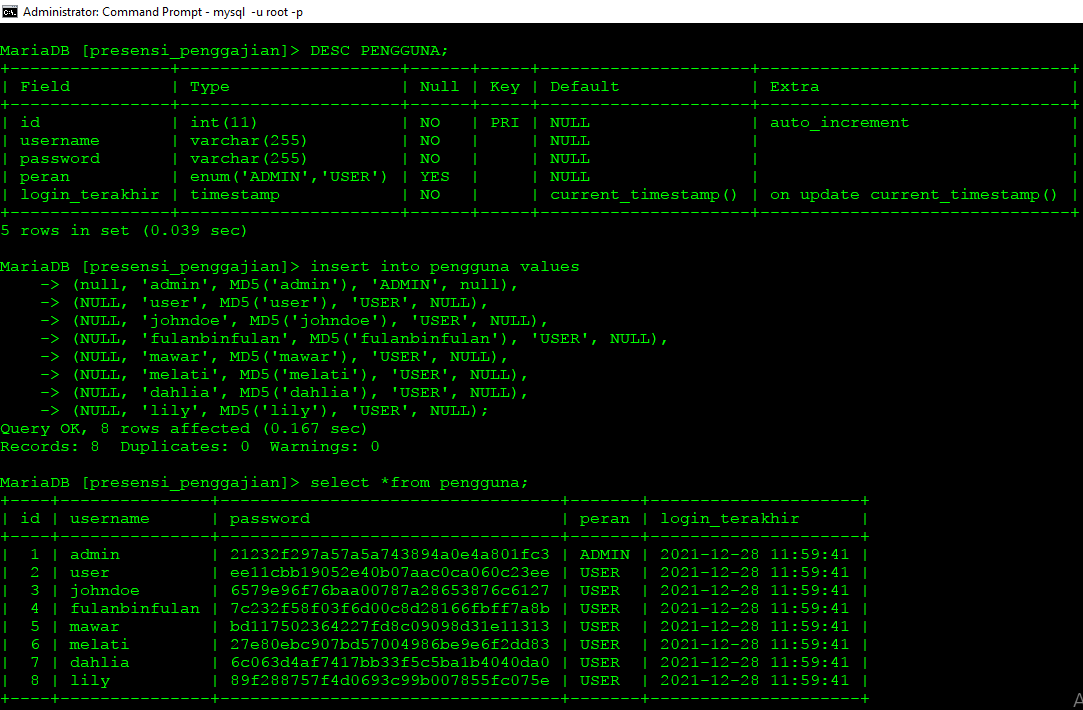 Administrator: Command Prompt - mysql  -u root -p
MariaDB [presensi_penggajian]> DESC PENGGUNA;
+----------------+-----------------------+------+-----+---------------------+-------------------------------+
| Field          | Type                  | Null | Key | Default             | Extra                         |
+----------------+-----------------------+------+-----+---------------------+-------------------------------+
| id             | int(11)               | NO   | PRI | NULL                | auto_increment                |
| username       | varchar(255)          | NO   |     | NULL                |                               |
| password       | varchar(255)          | NO   |     | NULL                |                               |
| peran          | enum('ADMIN','USER')  | YES  |     | NULL                |                               |
| login_terakhir | timestamp             | NO   |     | current_timestamp() | on update current_timestamp() |
+----------------+-----------------------+------+-----+---------------------+-------------------------------+
5 rows in set (0.039 sec)
MariaDB [presensi_penggajian]> insert into pengguna values
    -> (null, 'admin', MD5('admin'), 'ADMIN', null),
    -> (NULL, 'user', MD5('user'), 'USER', NULL),
    -> (NULL, 'johndoe', MD5('johndoe'), 'USER', NULL),
    -> (NULL, 'fulanbinfulan', MD5('fulanbinfulan'), 'USER', NULL),
    -> (NULL, 'mawar', MD5('mawar'), 'USER', NULL),
    -> (NULL, 'melati', MD5('melati'), 'USER', NULL),
    -> (NULL, 'dahlia', MD5('dahlia'), 'USER', NULL),
    -> (NULL, 'lily', MD5('lily'), 'USER', NULL);
Query OK, 8 rows affected (0.167 sec)
Records: 8  Duplicates: 0  Warnings: 0
MariaDB [presensi_penggajian]> select *from pengguna;
+----+---------------+----------------------------------+-------+---------------------+
| id | username      | password                         | peran | login_terakhir      |
+----+---------------+----------------------------------+-------+---------------------+
|  1 | admin         | 21232f297a57a5a743894a0e4a801fc3 | ADMIN | 2021-12-28 11:59:41 |
|  2 | user          | ee11cbb19052e40b07aac0ca060c23ee | USER  | 2021-12-28 11:59:41 |
|  3 | johndoe       | 6579e96f76baa00787a28653876c6127 | USER  | 2021-12-28 11:59:41 |
|  4 | fulanbinfulan | 7c232f58f03f6d00c8d28166fbff7a8b | USER  | 2021-12-28 11:59:41 |
|  5 | mawar         | bd117502364227fd8c09098d31e11313 | USER  | 2021-12-28 11:59:41 |
|  6 | melati        | 27e80ebc907bd57004986be9e6f2dd83 | USER  | 2021-12-28 11:59:41 |
|  7 | dahlia        | 6c063d4af7417bb33f5c5ba1b4040da0 | USER  | 2021-12-28 11:59:41 |
|  8 | lily          | 89f288757f4d0693c99b007855fc075e | USER  | 2021-12-28 11:59:41 |
+----+---------------+----------------------------------+-------+---------------------+